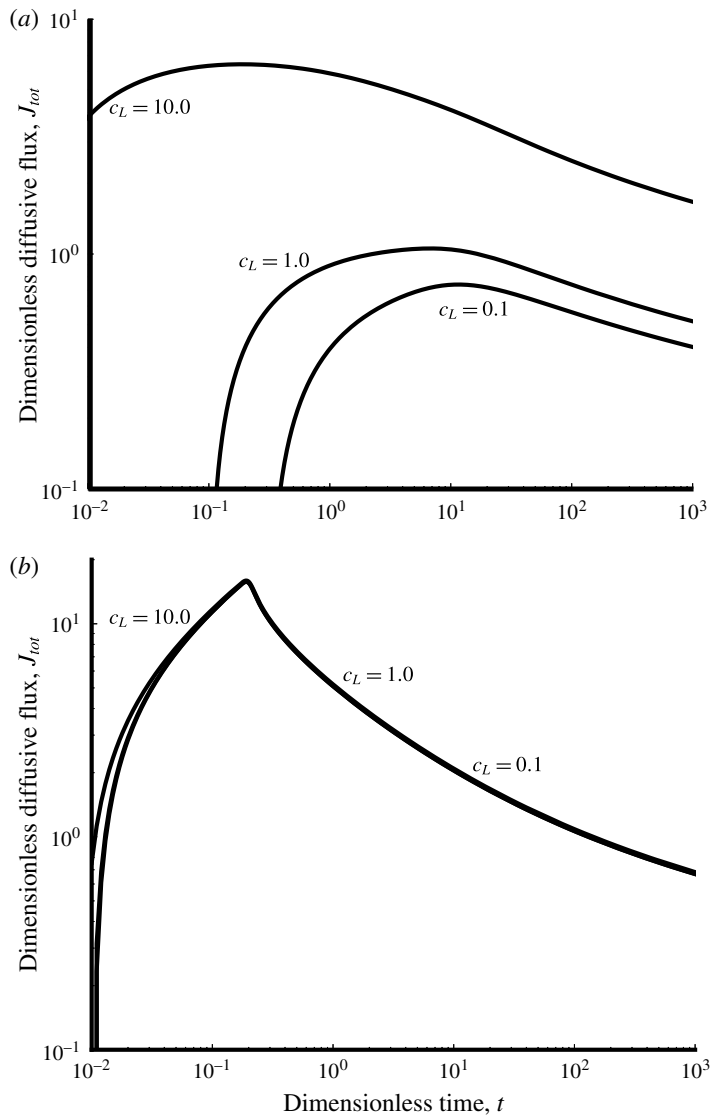 (a)
10^1
Dimensionless diffusive flux, J_tot
c_L = 10.0
10^0
c_L = 1.0
c_L = 0.1
10^−1
10^−2 10^−1 10^0 10^1 10^2 10^3
(b)
c_L = 10.0
10^1
Dimensionless diffusive flux, J_tot
c_L = 1.0
c_L = 0.1
10^0
10^−1
10^−2 10^−1 10^0 10^1 10^2 10^3
Dimensionless time, t